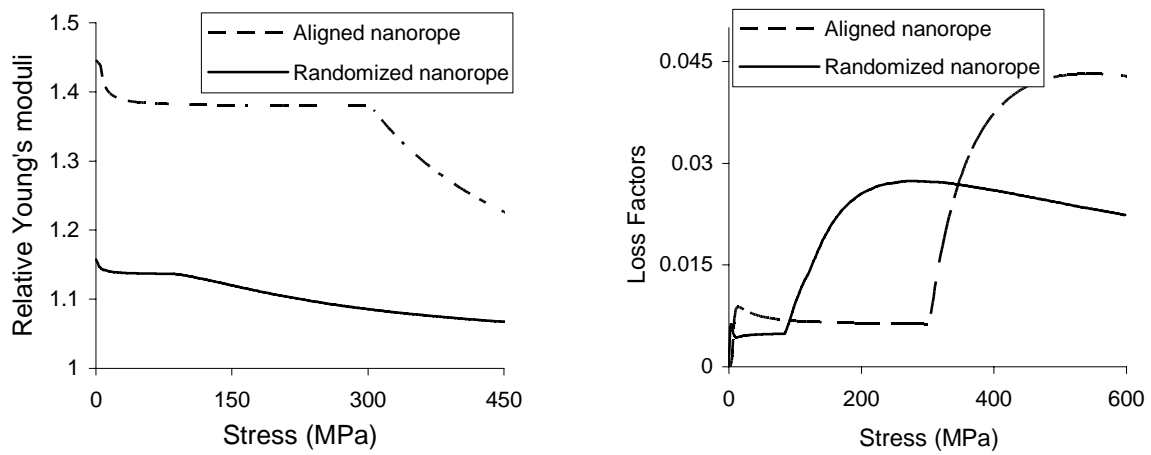 1.5
1.4
1.3
1.2
1.1
1
Relative Young's moduli
Aligned nanorope
Randomized nanorope
0 150 300 450
Stress (MPa)
0.045
0.03
0.015
0
Loss Factors
Aligned nanorope
Randomized nanorope
0 200 400 600
Stress (MPa)